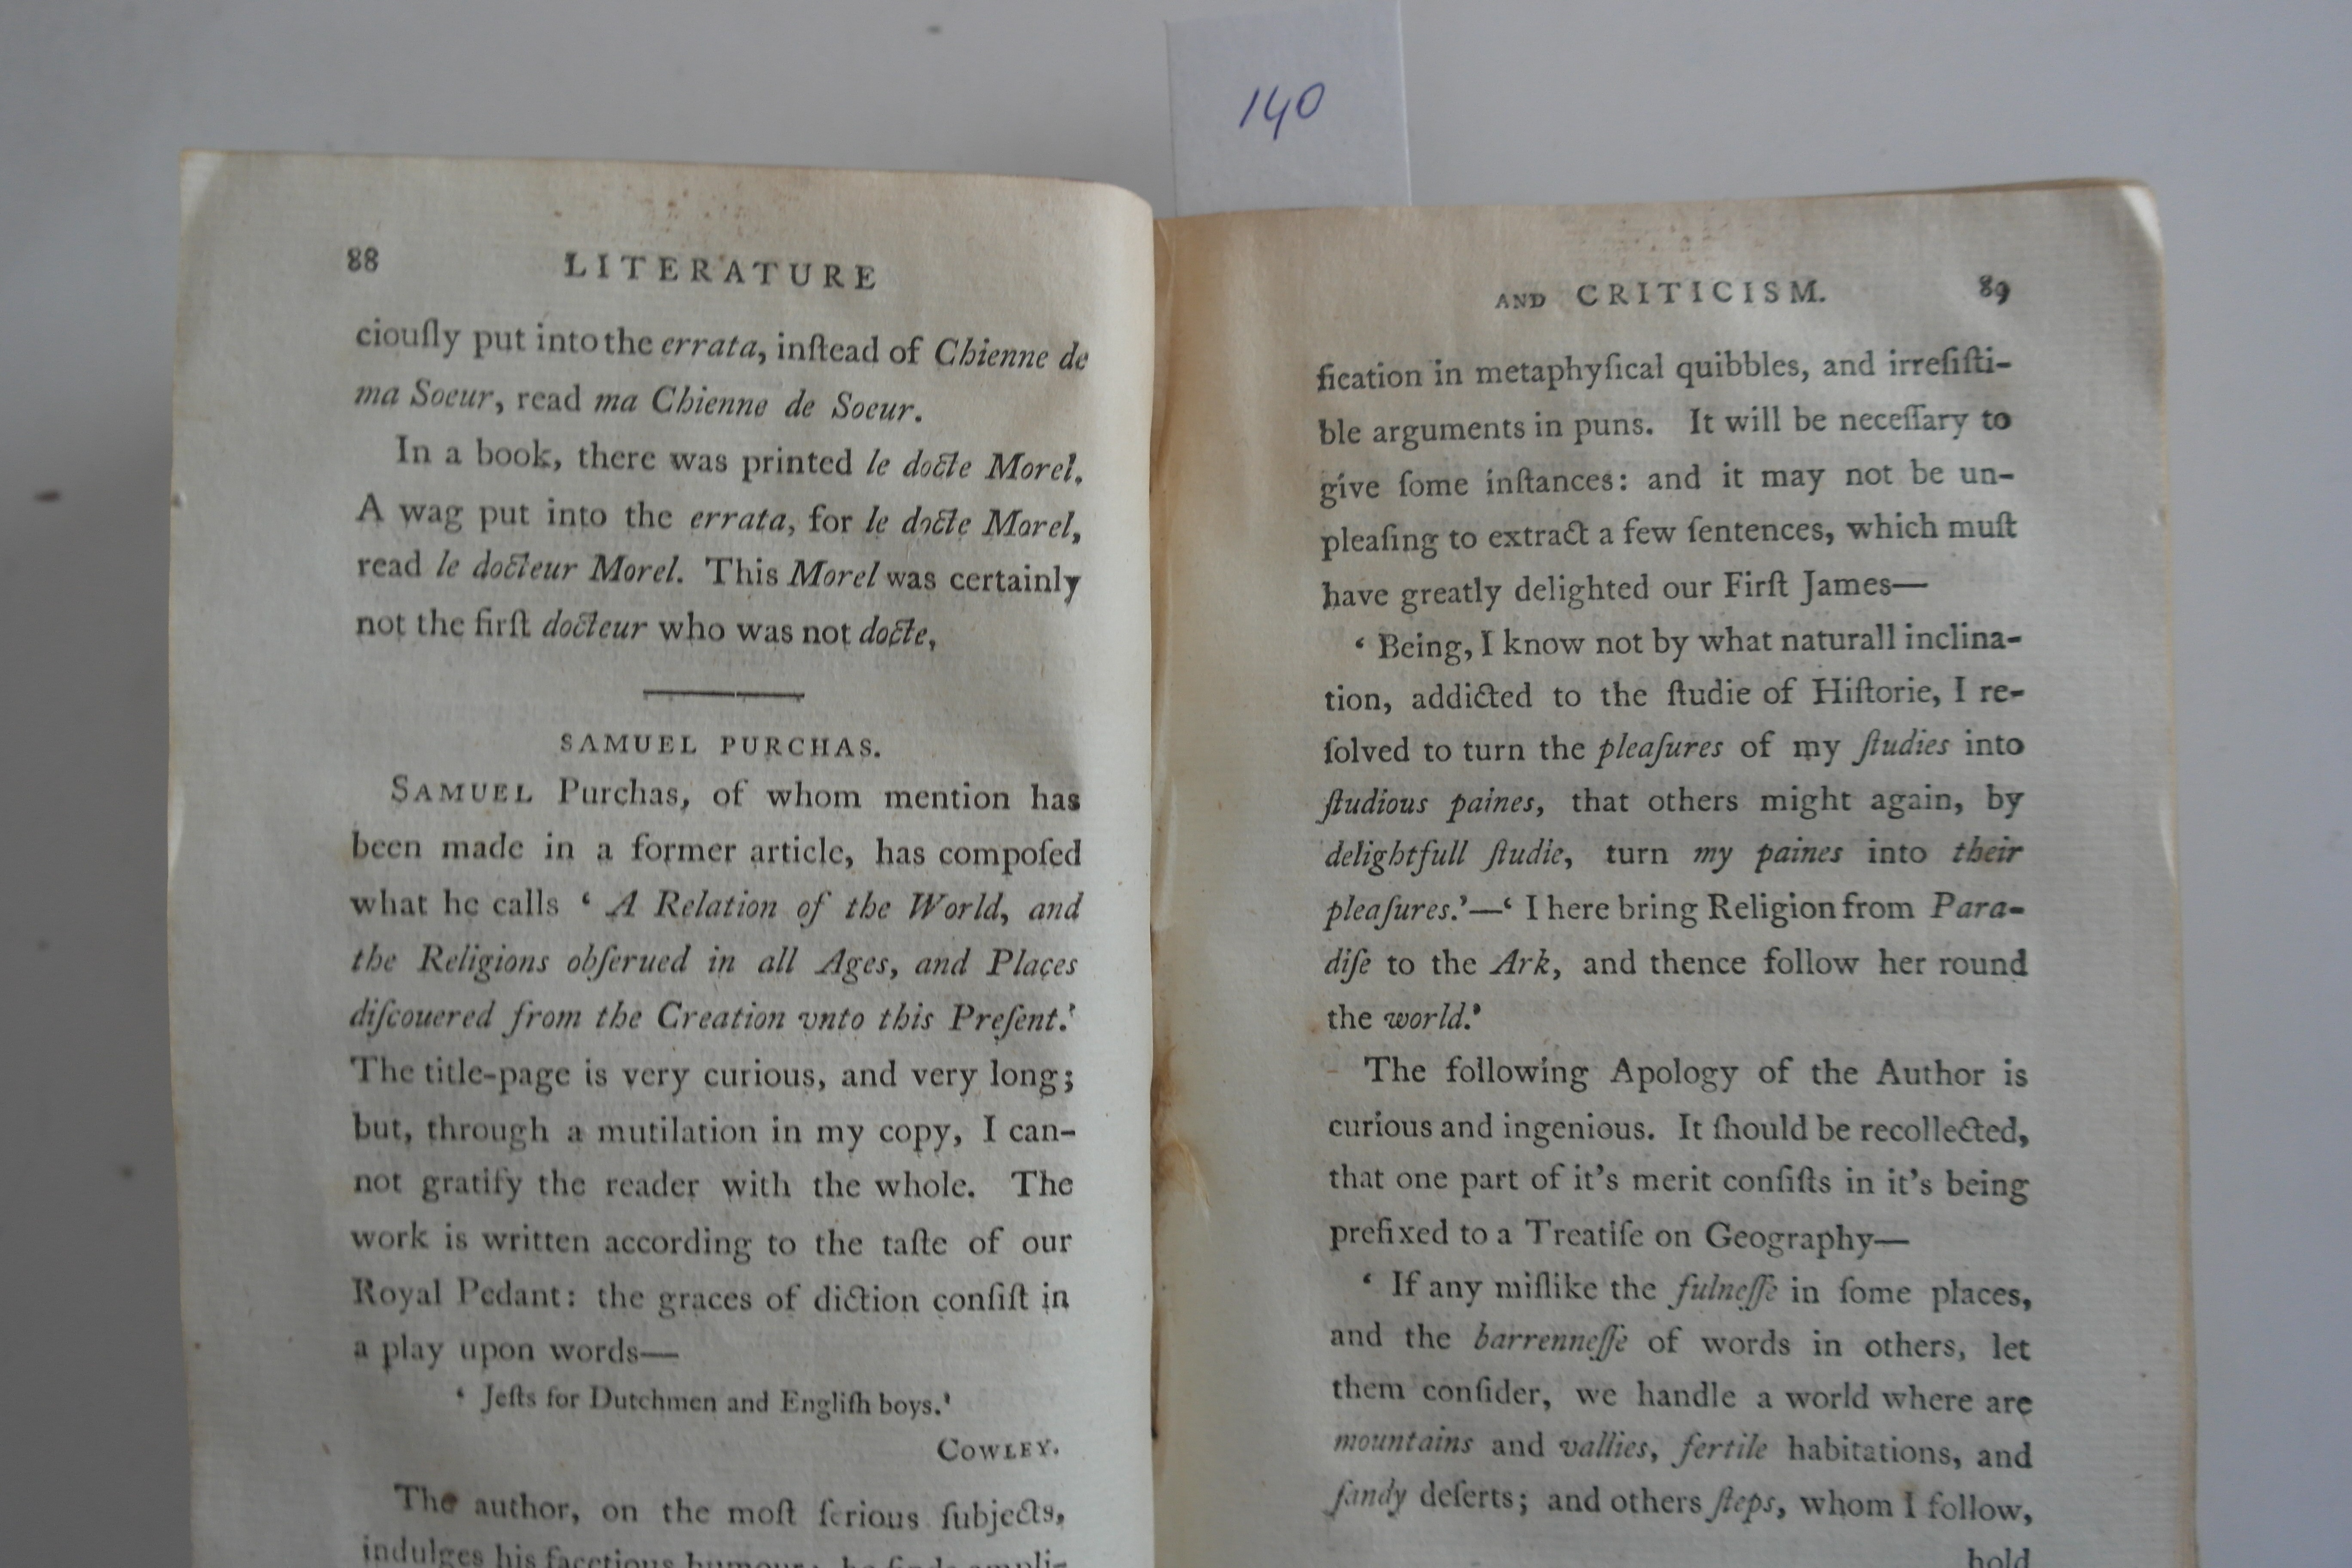 140
88 LITERATURE
ciouſly put into the errata, inſtead of Chienne de
ma Soeur, read ma Chienne de Soeur.
In a book, there was printed le docte Morel.
A wag put into the errata, for le docte Morel,
read le docteur Morel. This Morel was certainly
not the firſt docteur who was not docte,
SAMUEL PURCHAS.
SAMUEL Purchas, of whom mention has
been made in a former article, has compoſed
what he calls ‘ A Relation of the World, and
the Religions obſerued in all Ages, and Places
diſcouered from the Creation vnto this Preſent.’
The title-page is very curious, and very long;
but, through a mutilation in my copy, I can-
not gratify the reader with the whole. The
work is written according to the taſte of our
Royal Pedant: the graces of diction conſiſt in
a play upon words—
‘ Jeſts for Dutchmen and Engliſh boys.’
COWLEY.
The author, on the moſt ſerious ſubjects,
indulges his facetious humour; he finds ampli-
AND CRITICISM. 89
fication in metaphyſical quibbles, and irreſiſti-
ble arguments in puns. It will be neceſſary to
give ſome inſtances: and it may not be un-
pleaſing to extract a few ſentences, which muſt
have greatly delighted our Firſt James—
‘ Being, I know not by what naturall inclina-
tion, addicted to the ſtudie of Hiſtorie, I re-
ſolved to turn the pleaſures of my ſtudies into
ſtudious paines, that others might again, by
delightfull ſtudie, turn my paines into their
pleaſures.’—‘ I here bring Religion from Para-
diſe to the Ark, and thence follow her round
the world.’
The following Apology of the Author is
curious and ingenious. It ſhould be recollected,
that one part of it's merit conſiſts in it's being
prefixed to a Treatiſe on Geography—
‘ If any miſlike the fulneſſe in ſome places,
and the barrenneſſe of words in others, let
them conſider, we handle a world where are
mountains and vallies, fertile habitations, and
ſandy deſerts; and others ſteps, whom I follow,
hold